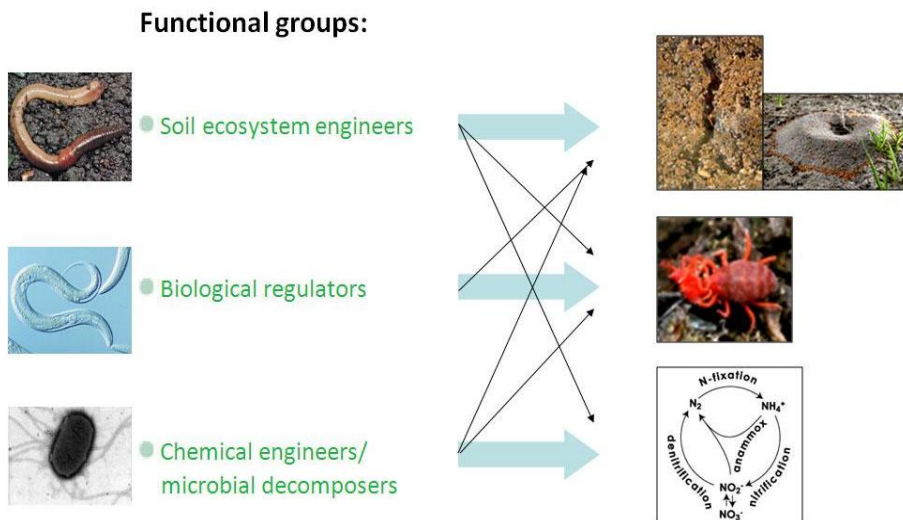 Functional groups:
Soil ecosystem engineers
Biological regulators
Chemical engineers/
microbial decomposers
N-fixation
N₂
NH₄⁺
anammox
denitrification
nitrification
NO₂⁻
NO₃⁻